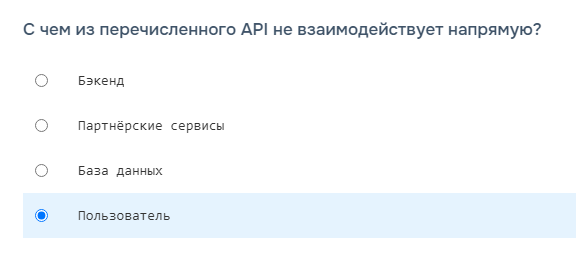 С чем из перечисленного API не взаимодействует напрямую?
Бэкенд
Партнёрские сервисы
База данных
Пользователь